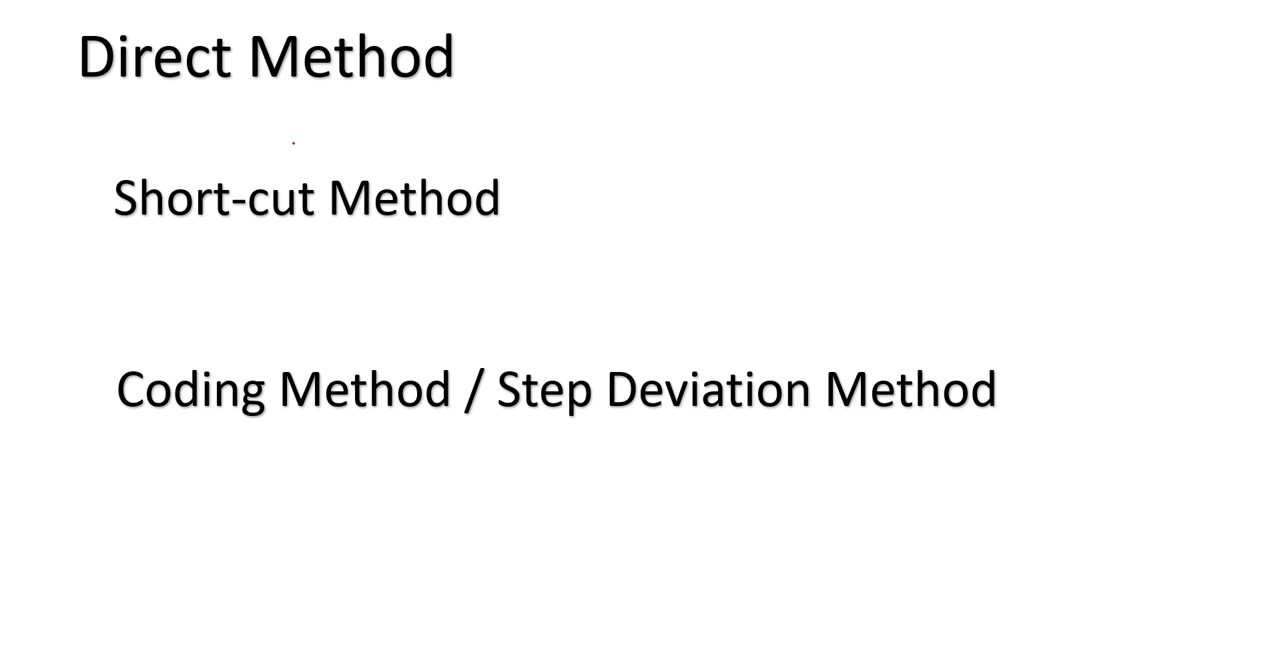 Direct Method
Short-cut Method
Coding Method / Step Deviation Method